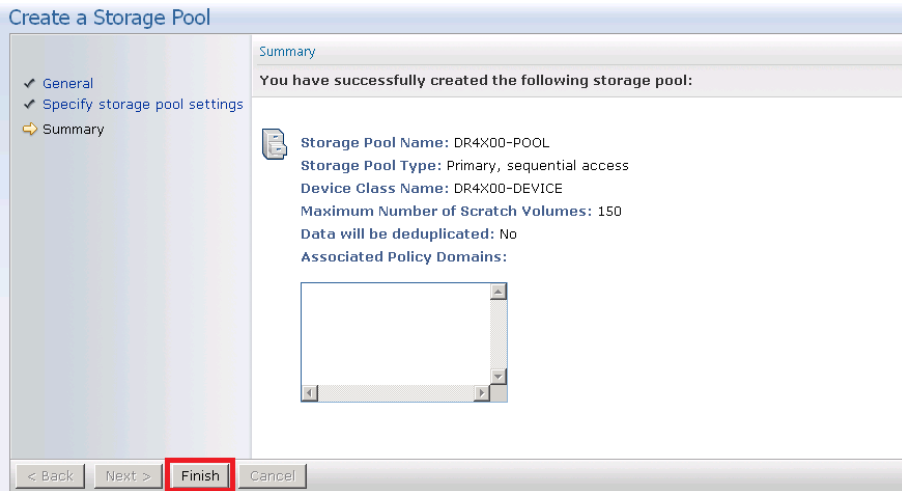 Create a Storage Pool
General
Specify storage pool settings
Summary
Summary
You have successfully created the following storage pool:
Storage Pool Name: DR4X00-POOL
Storage Pool Type: Primary, sequential access
Device Class Name: DR4X00-DEVICE
Maximum Number of Scratch Volumes: 150
Data will be deduplicated: No
Associated Policy Domains:
< Back Next > Finish Cancel